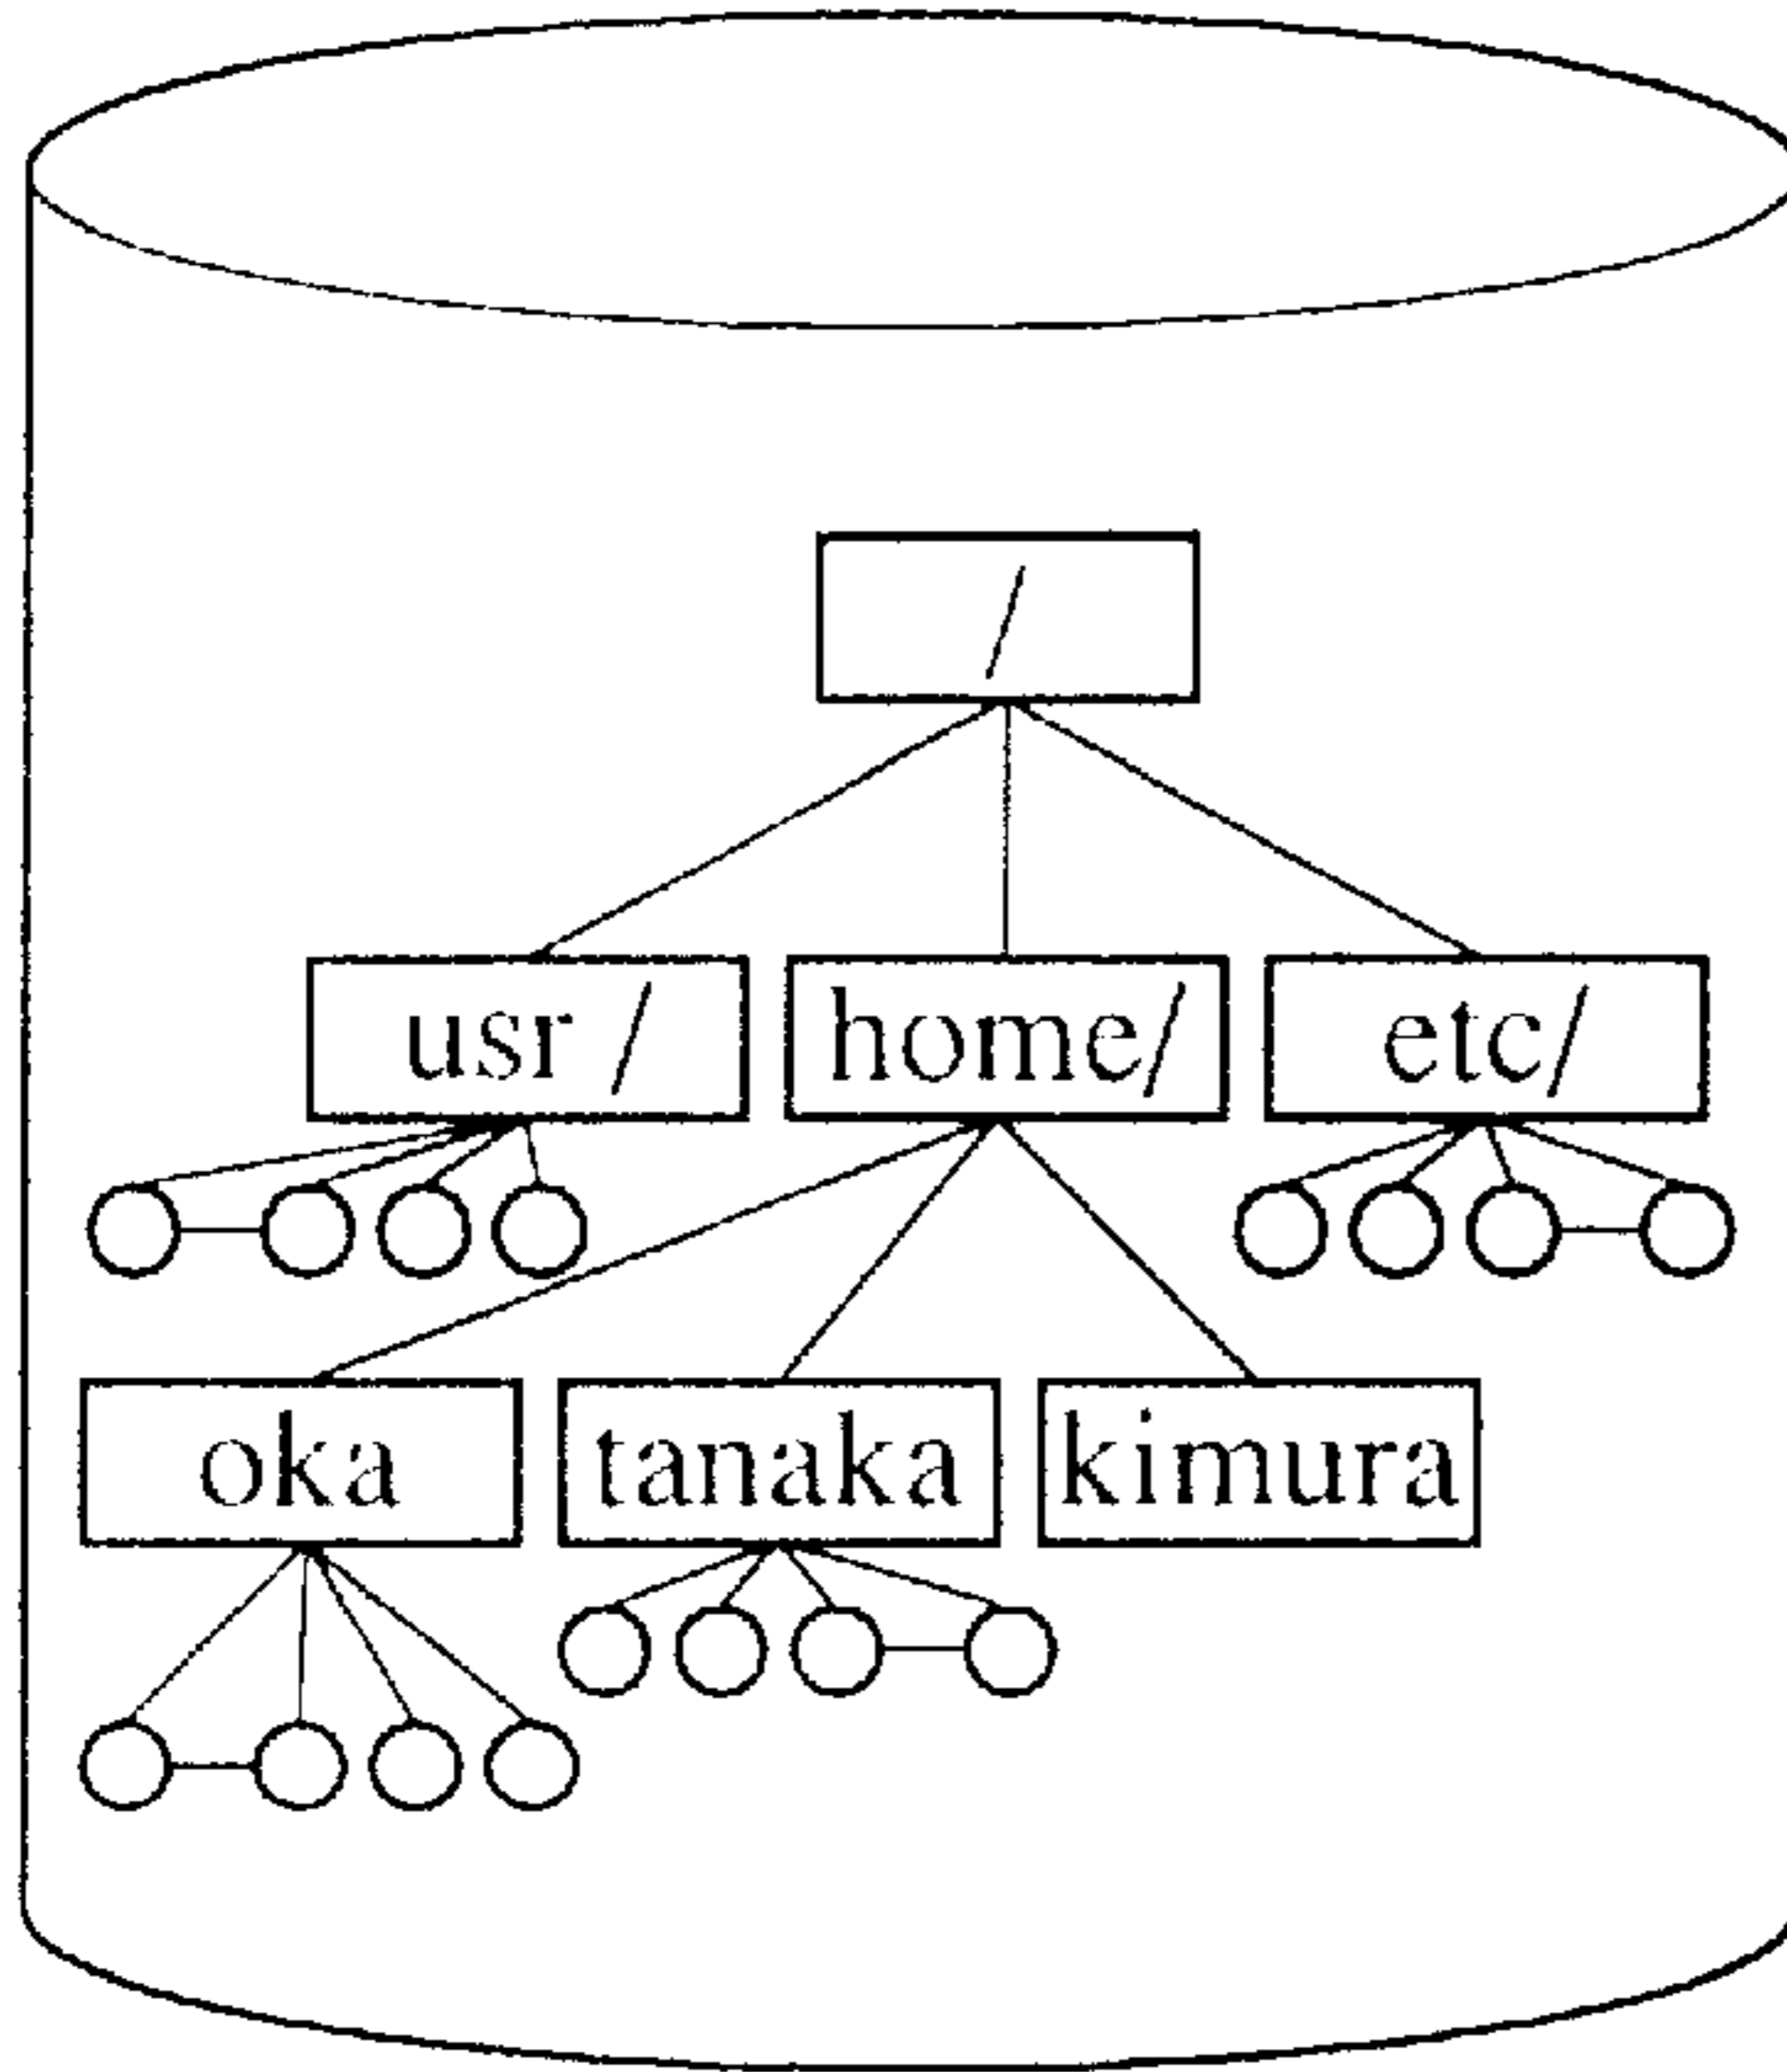 /
usr / home/ etc/
oka tanaka kimura